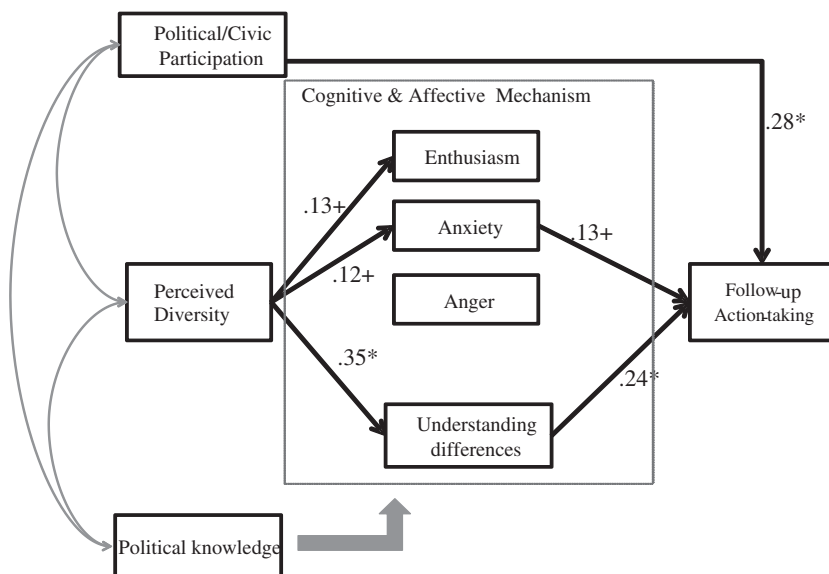 Political/Civic
Participation
.28*
Cognitive & Affective Mechanism
Enthusiasm
.13+
Anxiety
.13+
.12+
Perceived
Diversity
Anger
Follow-up
Action-taking
.35*
.24*
Understanding
differences
Political knowledge